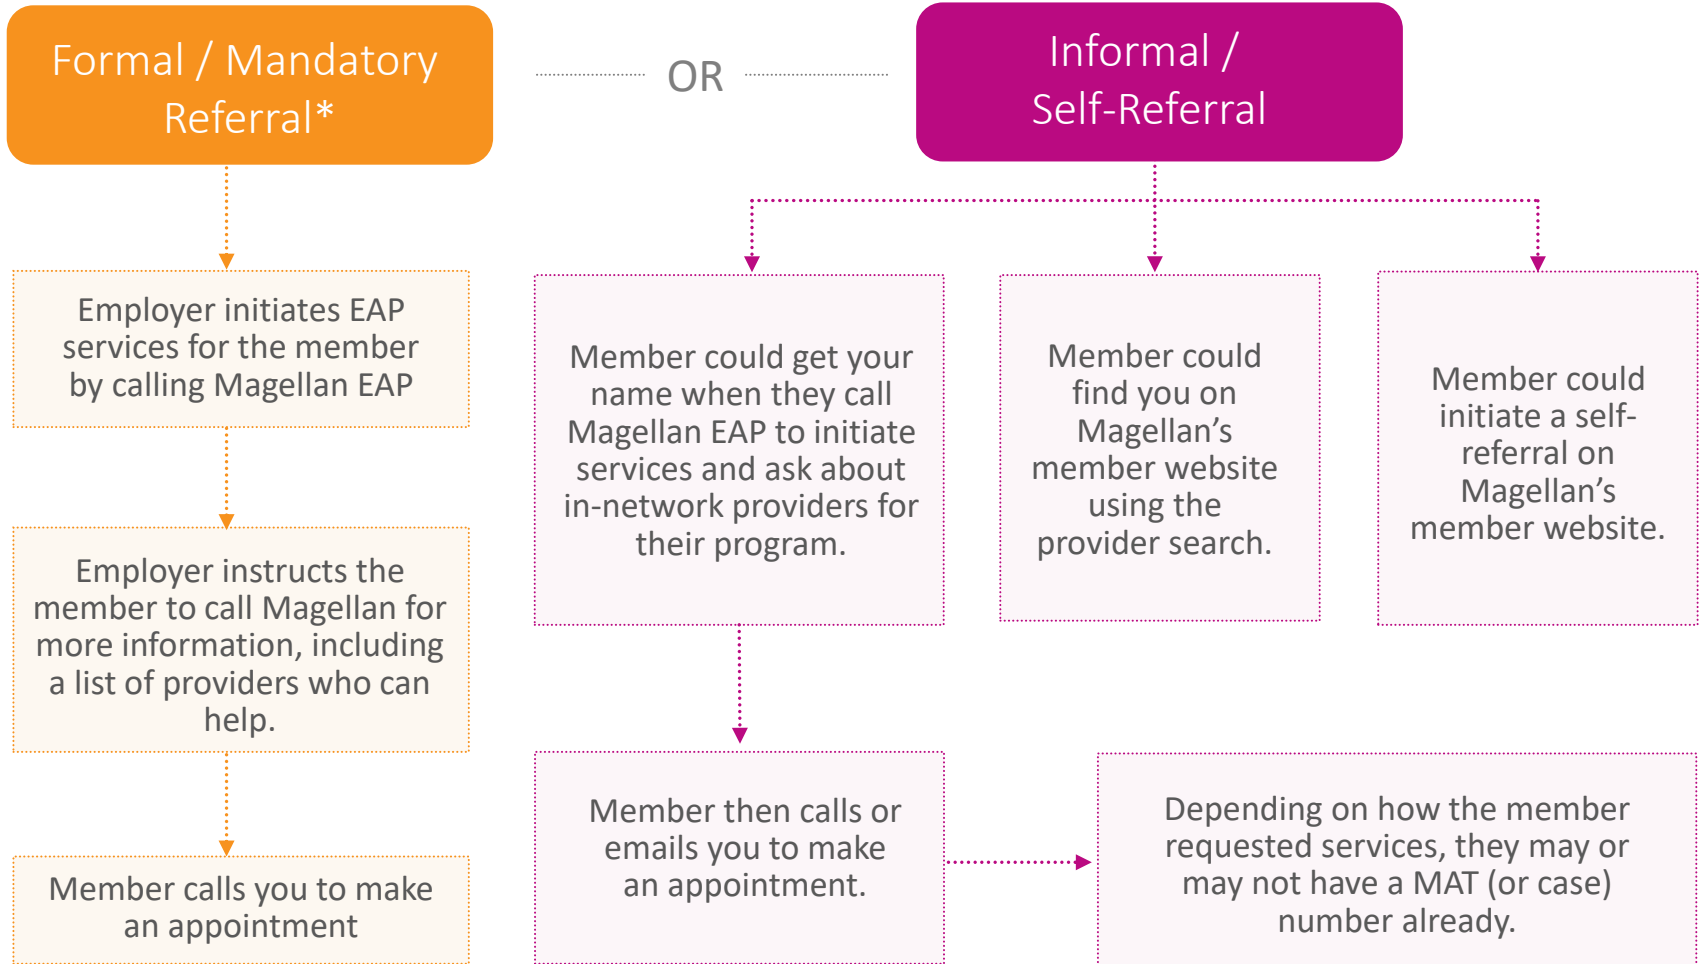 Formal / Mandatory
Referral*
OR
Informal /
Self-Referral
Employer initiates EAP
services for the member
by calling Magellan EAP
Employer instructs the
member to call Magellan for
more information, including
a list of providers who can
help.
Member calls you to make
an appointment
Member could get your
name when they call
Magellan EAP to initiate
services and ask about
in-network providers for
their program.
Member could
find you on
Magellan’s
member website
using the
provider search.
Member could
initiate a self-
referral on
Magellan’s
member website.
Member then calls or
emails you to make
an appointment.
Depending on how the member
requested services, they may or
may not have a MAT (or case)
number already.